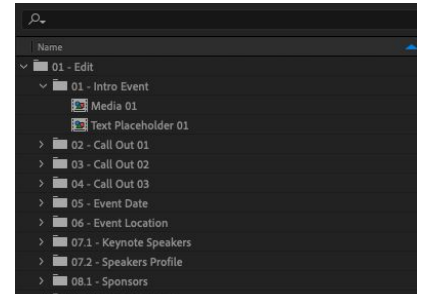 Name
01 - Edit
01 - Intro Event
Media 01
Text Placeholder 01
02 - Call Out 01
03 - Call Out 02
04 - Call Out 03
05 - Event Date
06 - Event Location
07.1 - Keynote Speakers
07.2 - Speakers Profile
08.1 - Sponsors